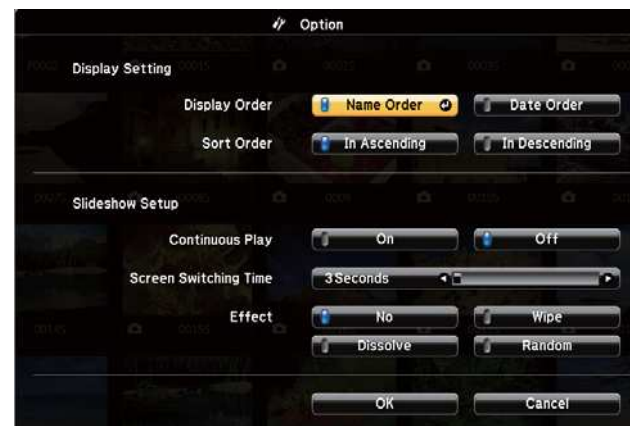 Option
Display Setting
Display Order Name Order Date Order
Sort Order In Ascending In Descending
Slideshow Setup
Continuous Play On Off
Screen Switching Time 3Seconds
Effect No Wipe
Dissolve Random
OK Cancel